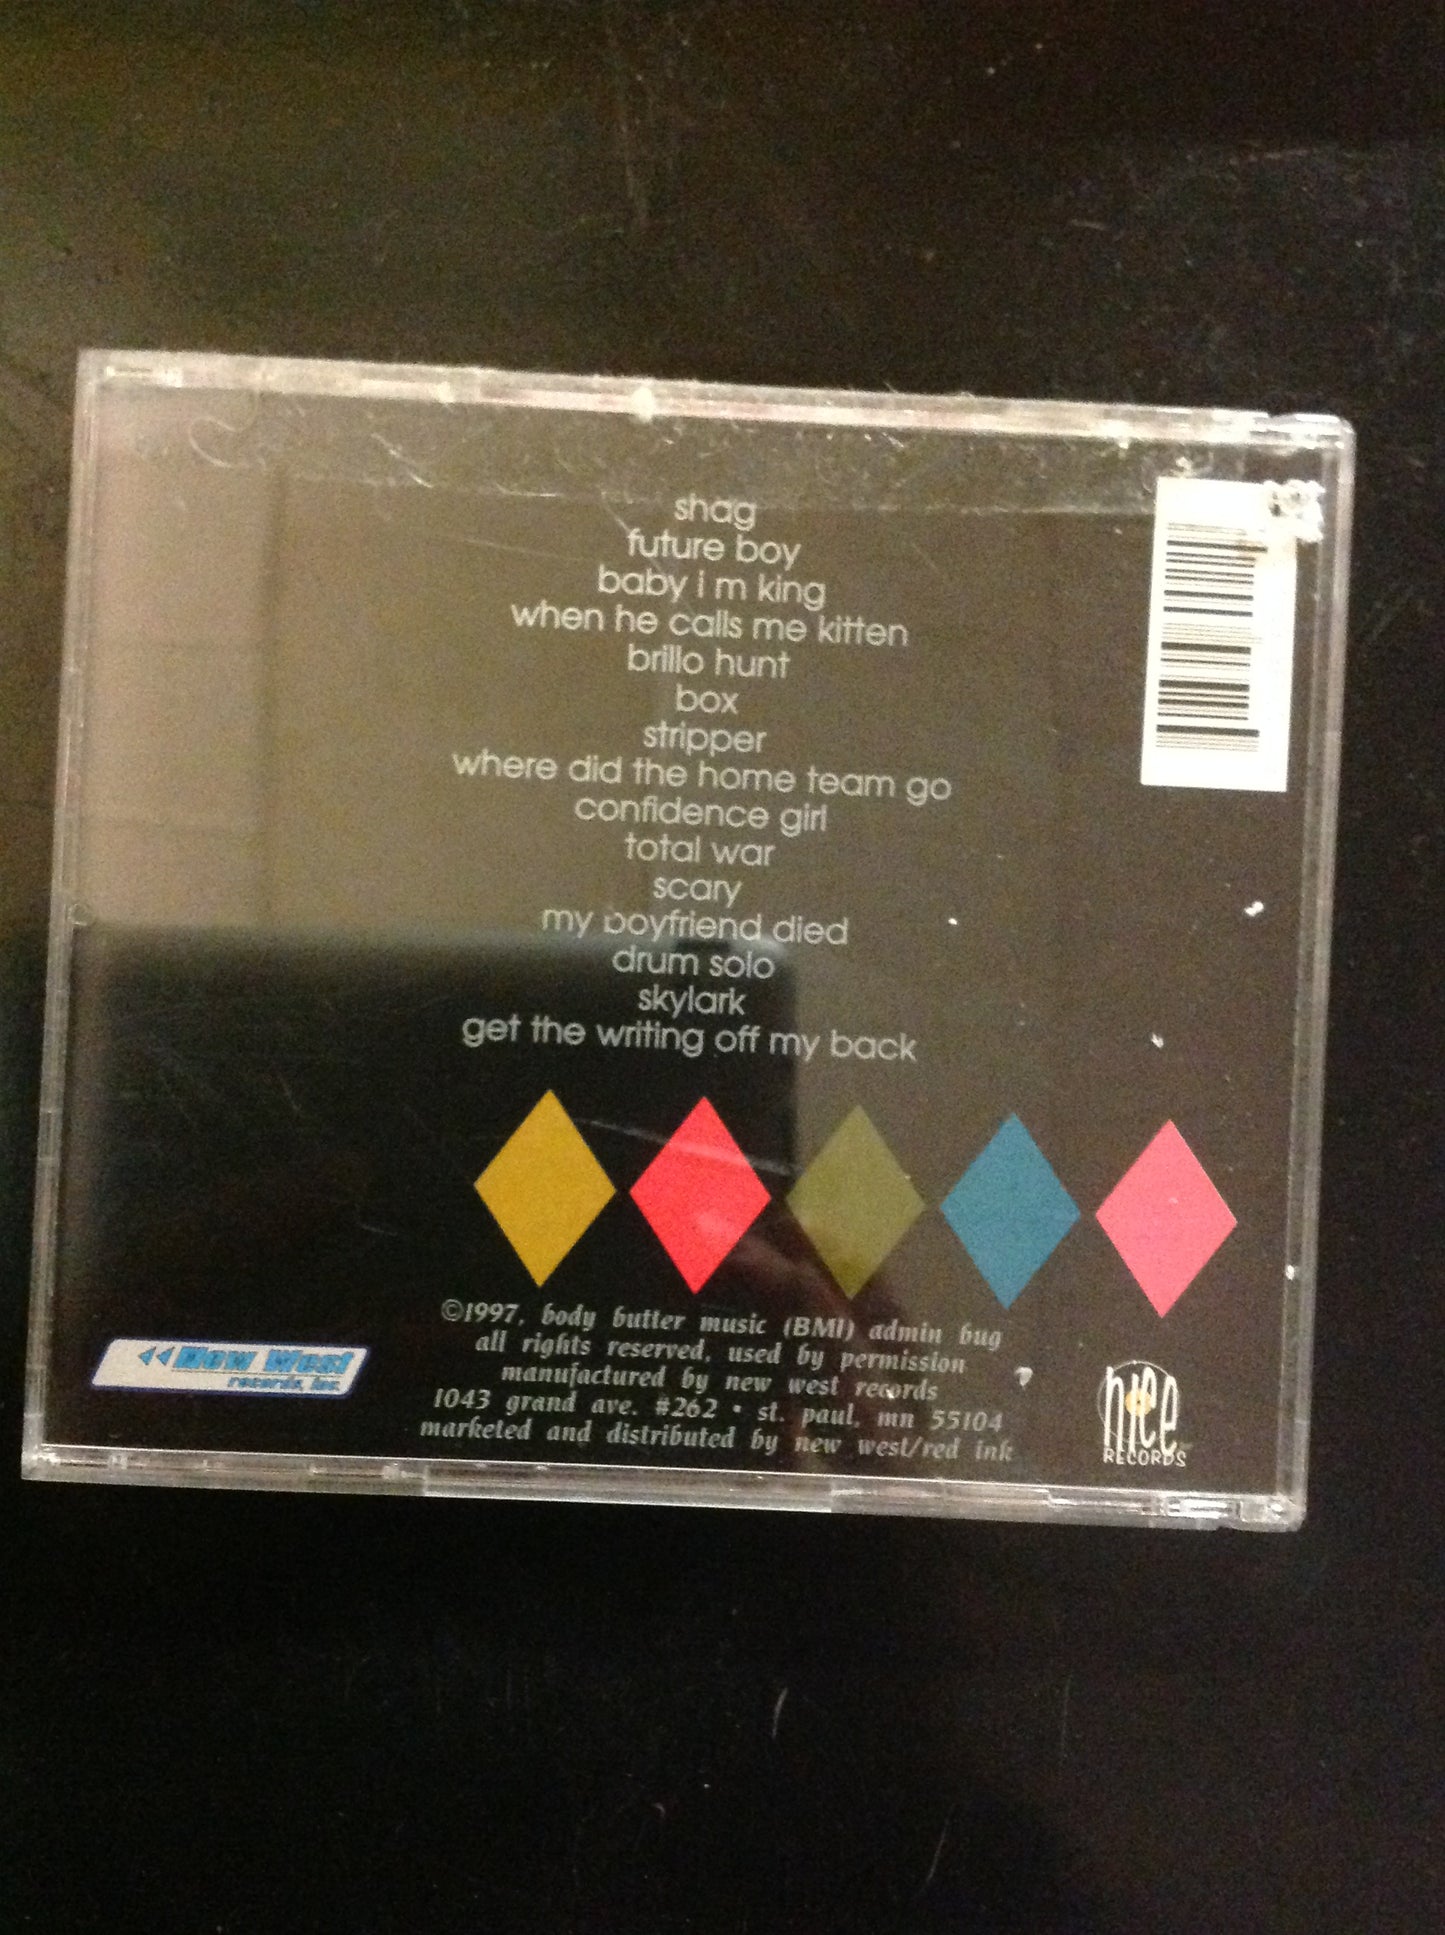 shag
future boy
baby i m king
when he calls me kitten
brillo hunt
box
stripper
where did the home team go
confidence girl
total war
scary
my boyfriend died
drum solo
skylark
get the writing off my back
©1997, body butter music (BMI) admin bug
all rights reserved, used by permission
manufactured by new west records
1043 grand ave. #262 • st. paul, mn 55104
marketed and distributed by new west/red ink
New West
records, inc.
nice
RECORDS